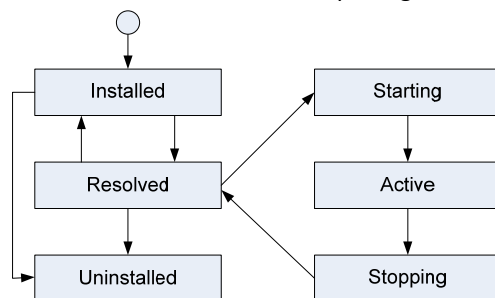 Installed
Resolved
Uninstalled
Starting
Active
Stopping